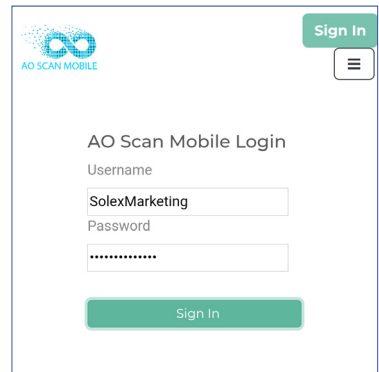 Sign In
AO SCAN MOBILE
AO Scan Mobile Login
Username
SolexMarketing
Password
••••••••••••••
Sign In